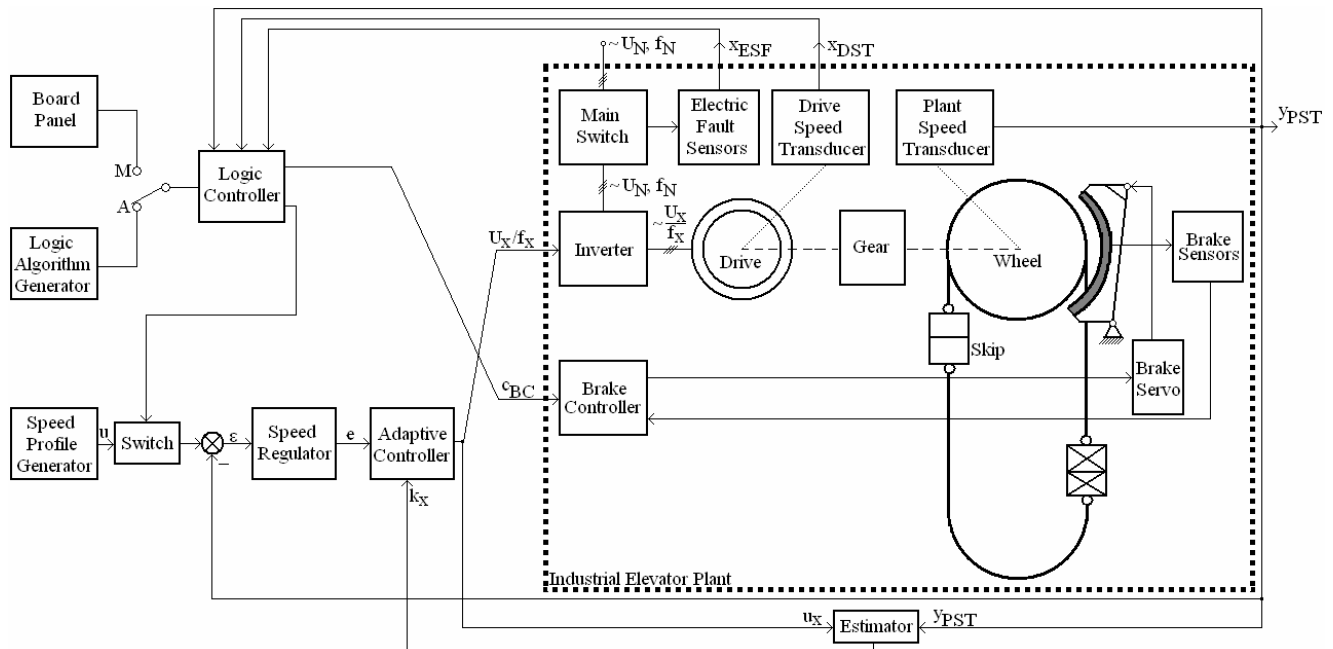 ~ U_N, f_N
x_ESF
x_DST
Board
Panel
Main
Switch
Electric
Fault
Sensors
Drive
Speed
Transducer
Plant
Speed
Transducer
y_PST
M
A
Logic
Controller
~ U_N, f_N
Logic
Algorithm
Generator
U_X/f_X
Inverter
~ U_X
f_X
Drive
Gear
Wheel
Brake
Sensors
Skip
c_BC
Brake
Controller
Brake
Servo
Speed
Profile
Generator
u
Switch
ε
−
Speed
Regulator
e
Adaptive
Controller
k_X
Industrial Elevator Plant
u_X
Estimator
y_PST